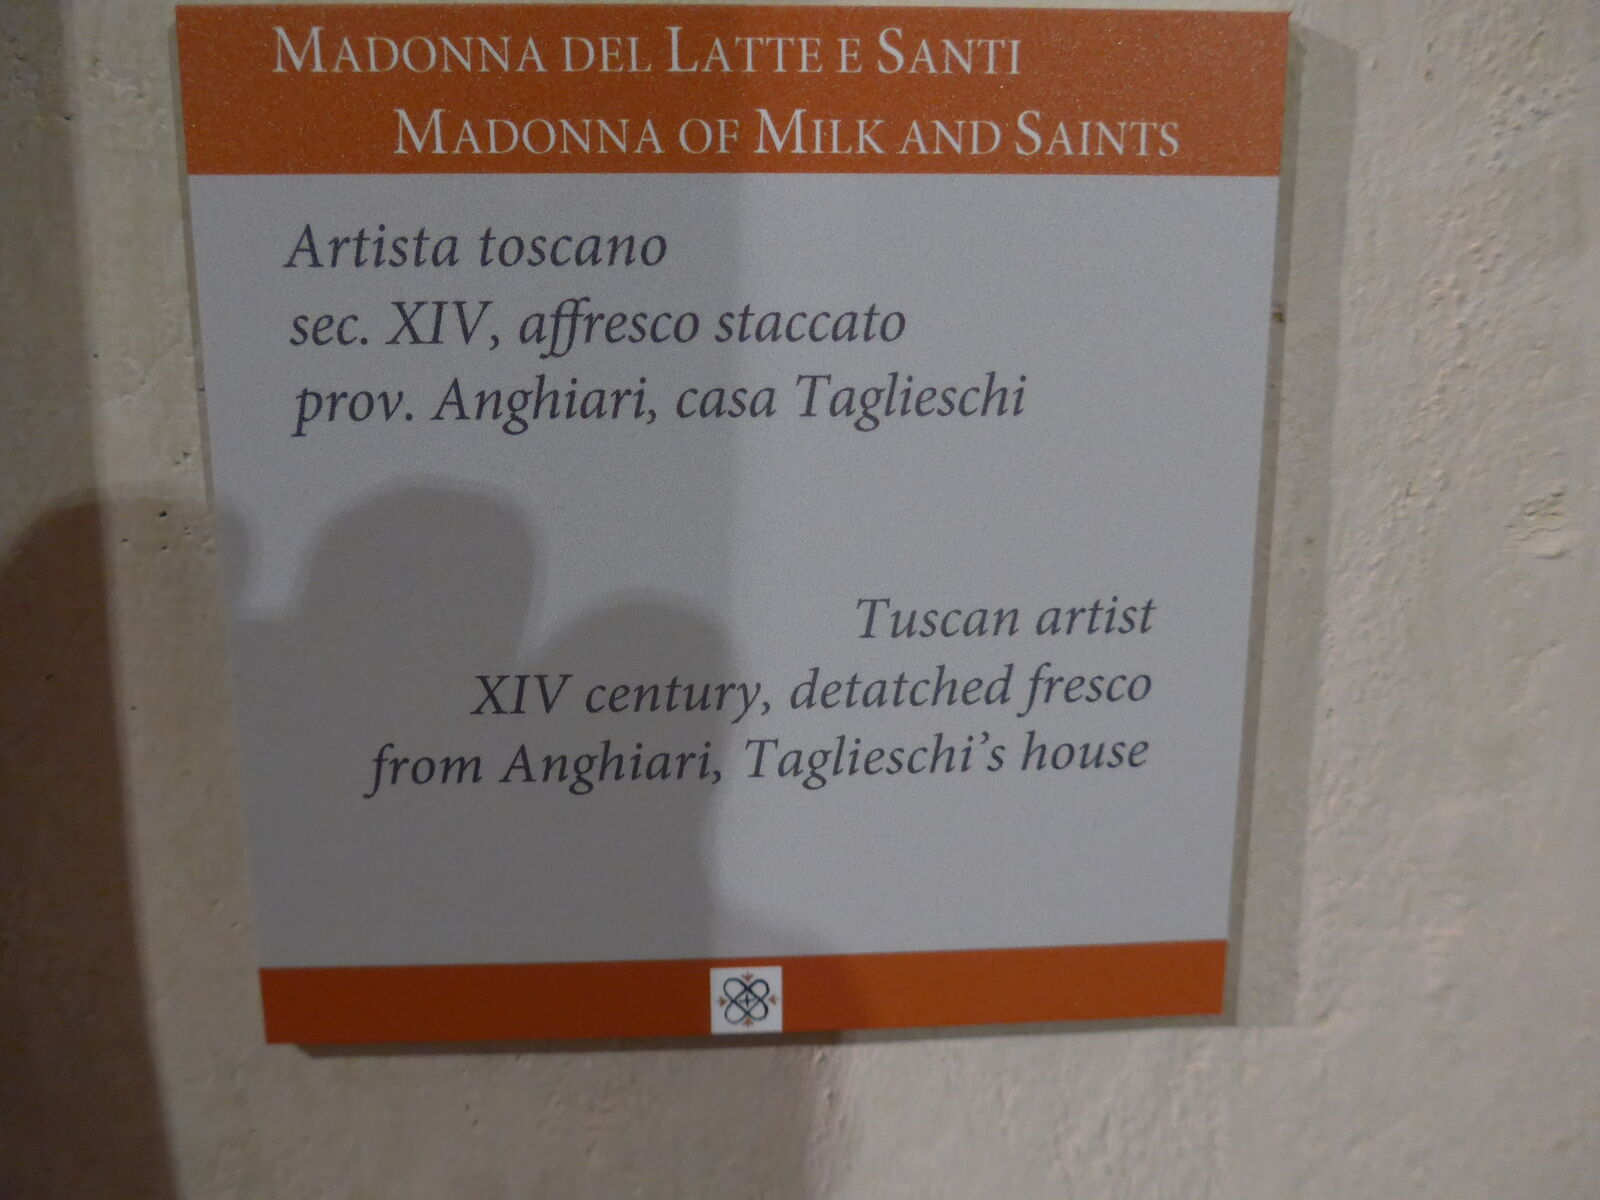 MADONNA DEL LATTE E SANTI
MADONNA OF MILK AND SAINTS
Artista toscano
sec. XIV, affresco staccato
prov. Anghiari, casa Taglieschi
Tuscan artist
XIV century, detatched fresco
from Anghiari, Taglieschi's house